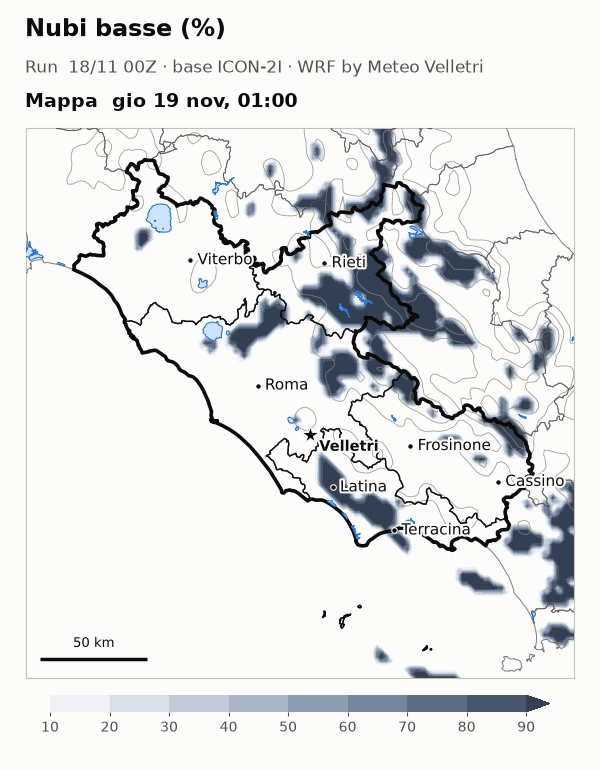 Nubi basse (%)
Run 18/11 00Z · base ICON-2I · WRF by Meteo Velletri
Mappa gio 19 nov, 01:00
Viterbo
Rieti
Roma
Velletri
Frosinone
Latina
Cassino
Terracina
50 km
10 20 30 40 50 60 70 80 90